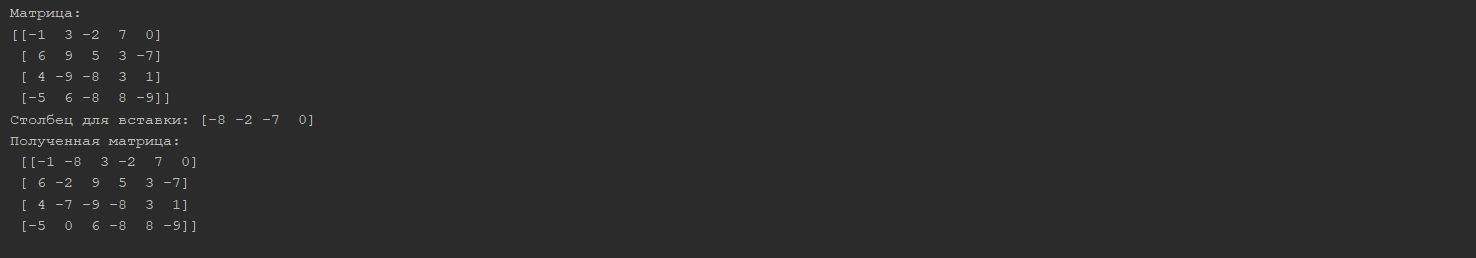 Матрица:
[[-1  3 -2  7  0]
 [ 6  9  5  3 -7]
 [ 4 -9 -8  3  1]
 [-5  6 -8  8 -9]]
Столбец для вставки: [-8 -2 -7  0]
Полученная матрица:
 [[-1 -8  3 -2  7  0]
 [ 6 -2  9  5  3 -7]
 [ 4 -7 -9 -8  3  1]
 [-5  0  6 -8  8 -9]]